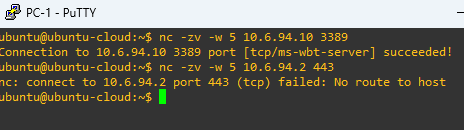 PC-1 - PuTTY
ubuntu@ubuntu-cloud:~$ nc -zv -w 5 10.6.94.10 3389
Connection to 10.6.94.10 3389 port [tcp/ms-wbt-server] succeeded!
ubuntu@ubuntu-cloud:~$ nc -zv -w 5 10.6.94.2 443
nc: connect to 10.6.94.2 port 443 (tcp) failed: No route to host
ubuntu@ubuntu-cloud:~$